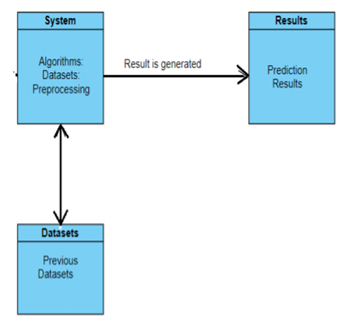 System
Algorithms:
Datasets:
Preprocessing
Result is generated
Results
Prediction
Results
Datasets
Previous
Datasets